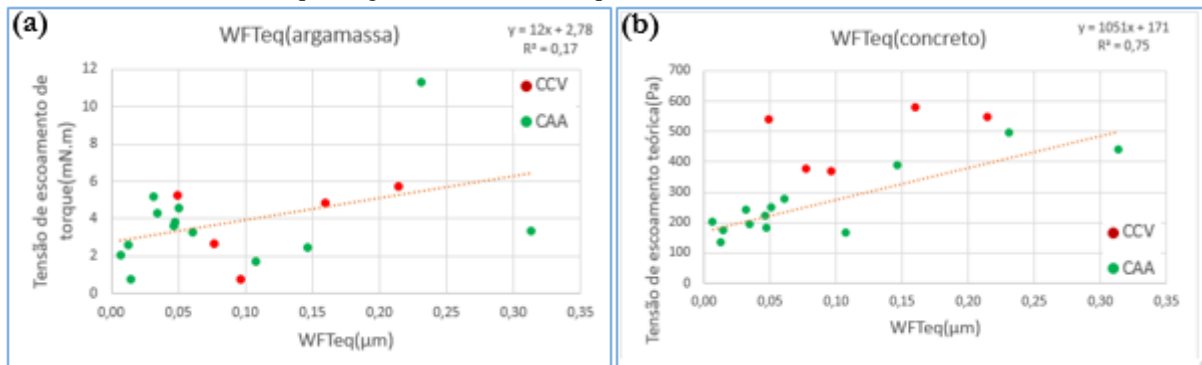 (a)
WFTeq(argamassa)
y = 12x + 2,78
R² = 0,17
Tensão de escoamento de
torque(mN.m)
12
10
8
6
4
2
0
CCV
CAA
0,00 0,05 0,10 0,15 0,20 0,25 0,30 0,35
WFTeq(μm)
(b)
WFTeq(concreto)
y = 1051x + 171
R² = 0,75
Tensão de escoamento teórica(Pa)
700
600
500
400
300
200
100
0
CCV
CAA
0,00 0,05 0,10 0,15 0,20 0,25 0,30 0,35
WFTeq(μm)